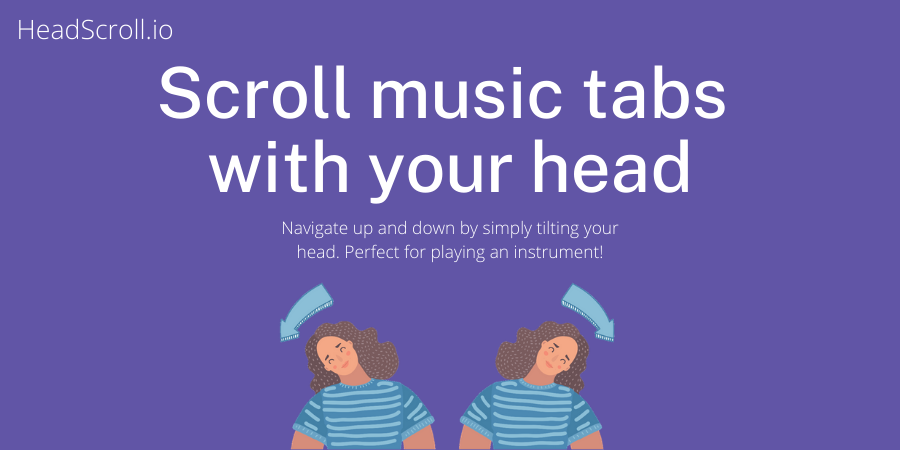 HeadScroll.io
Scroll music tabs
with your head
Navigate up and down by simply tilting your
head. Perfect for playing an instrument!